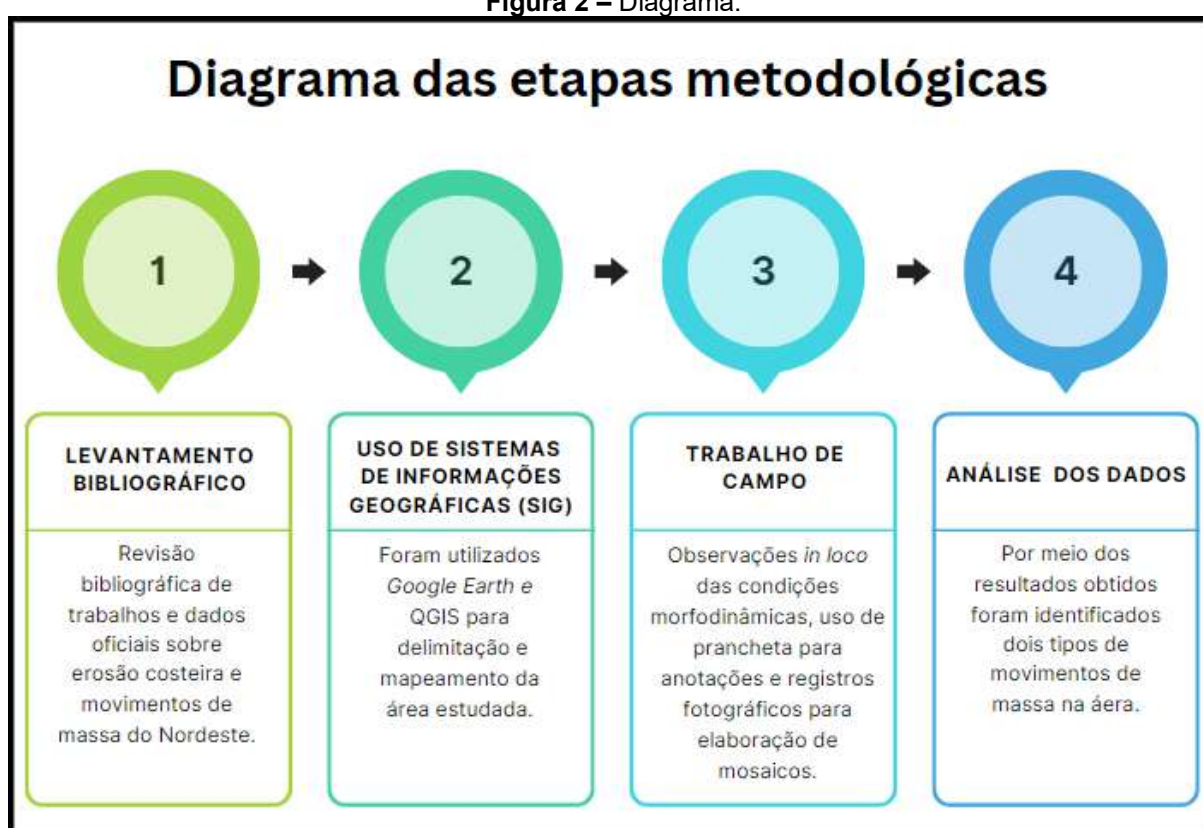 Figura 2 – Diagrama.
Diagrama das etapas metodológicas
1
2
3
4
LEVANTAMENTO
BIBLIOGRÁFICO
Revisão
bibliográfica de
trabalhos e dados
oficiais sobre
erosão costeira e
movimentos de
massa do Nordeste.
USO DE SISTEMAS
DE INFORMAÇÕES
GEOGRÁFICAS (SIG)
Foram utilizados
Google Earth e
QGIS para
delimitação e
mapeamento da
área estudada.
TRABALHO DE
CAMPO
Observações in loco
das condições
morfodinâmicas, uso de
prancheta para
anotações e registros
fotográficos para
elaboração de
mosaicos.
ANÁLISE DOS DADOS
Por meio dos
resultados obtidos
foram identificados
dois tipos de
movimentos de
massa na áera.